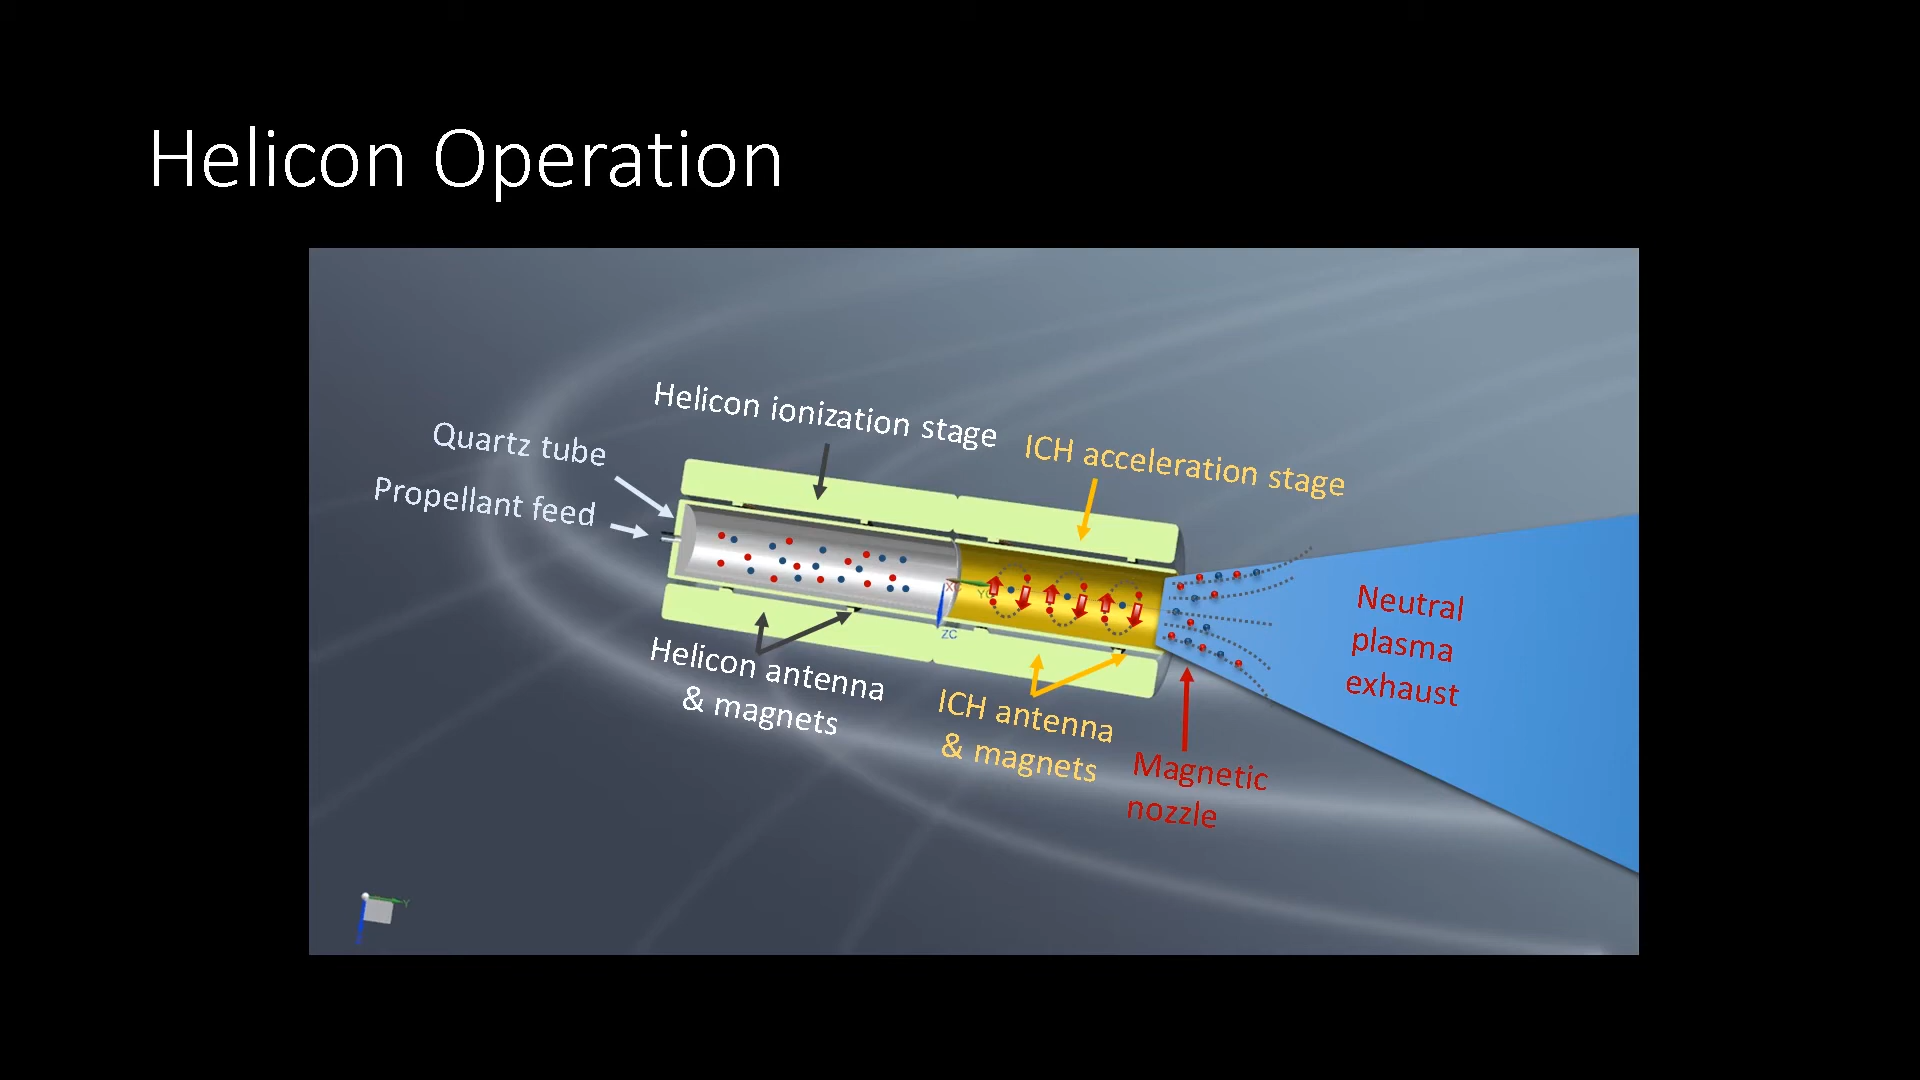 Helicon Operation
Helicon ionization stage
Quartz tube
ICH acceleration stage
Propellant feed
Neutral
plasma
exhaust
Helicon antenna
& magnets
ICH antenna
& magnets
Magnetic
nozzle
ZC
Y